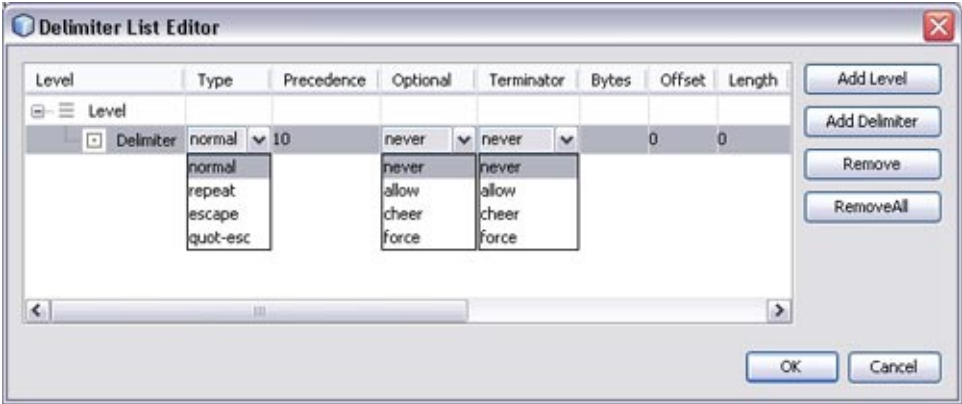 Delimiter List Editor
Level Type Precedence Optional Terminator Bytes Offset Length
Level
Delimiter normal 10 never never 0 0
normal never never
repeat allow allow
escape cheer cheer
quot-esc force force
Add Level
Add Delimiter
Remove
RemoveAll
OK Cancel